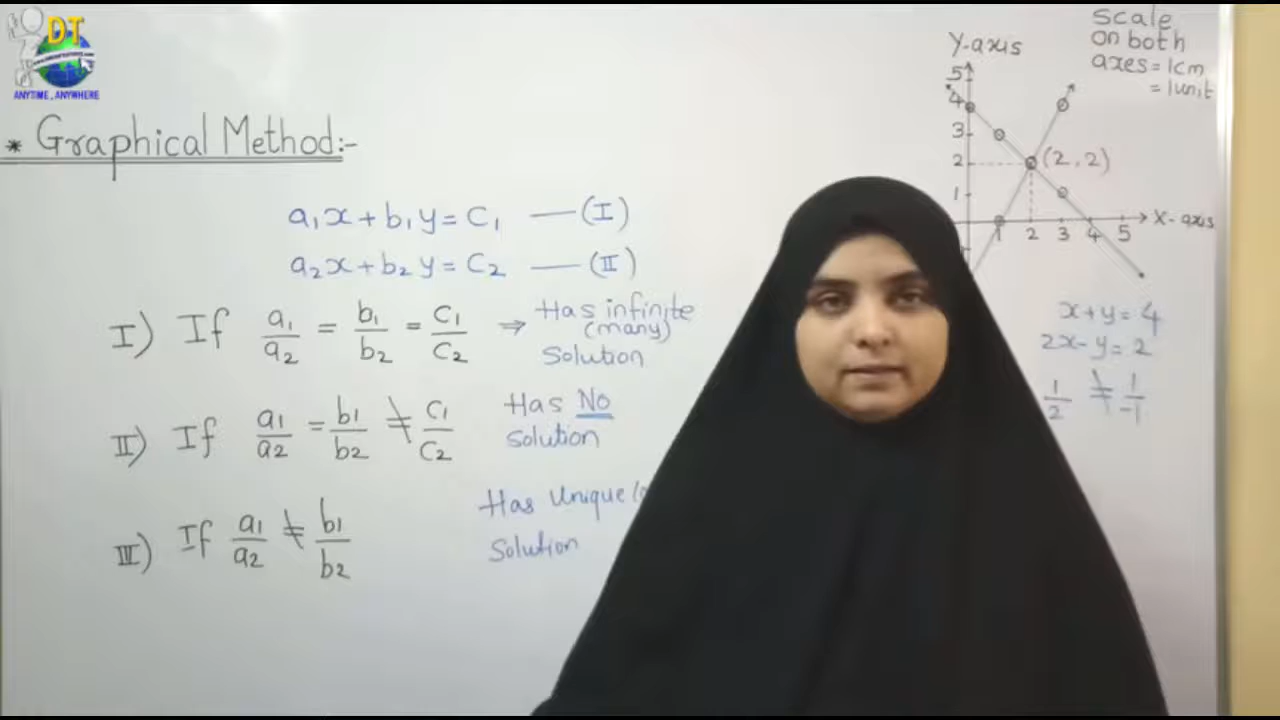 DT
ANYTIME, ANYWHERE
* Graphical Method:-
a₁x + b₁y = C₁ —(I)
a₂x + b₂y = C₂ —(II)
I) If a₁/a₂ = b₁/b₂ = C₁/C₂ ⇒ Has infinite
(many)
Solution
II) If a₁/a₂ = b₁/b₂ ≠ C₁/C₂ Has No
Solution
III) If a₁/a₂ ≠ b₁/b₂ Has Unique/
Solution
Scale
on both
axes = 1cm
= 1unit
Y-axis
5
4
3
2 (2,2)
1
X-axis
1 2 3 4 5
x+y=4
2x-y=2
1/2 ≠ 1/-1